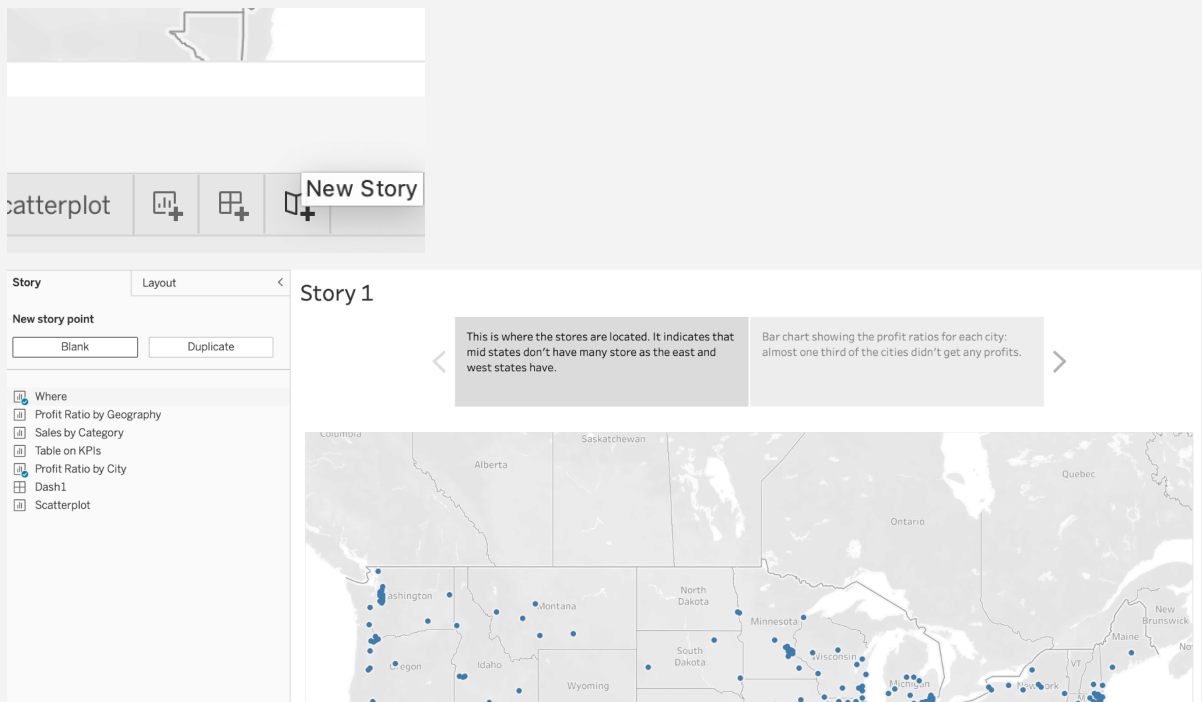 catterplot
New Story
Story
Layout
New story point
Blank
Duplicate
Where
Profit Ratio by Geography
Sales by Category
Table on KPIs
Profit Ratio by City
Dash1
Scatterplot
Story 1
This is where the stores are located. It indicates that
mid states don't have many store as the east and
west states have.
Bar chart showing the profit ratios for each city:
almost one third of the cities didn't get any profits.
Columbia
Saskatchewan
Alberta
Quebec
Ontario
Washington
Montana
North
Dakota
Minnesota
New
Brunswick
Maine
South
Dakota
Wisconsin
Oregon
Idaho
Wyoming
Michigan
VT
New York